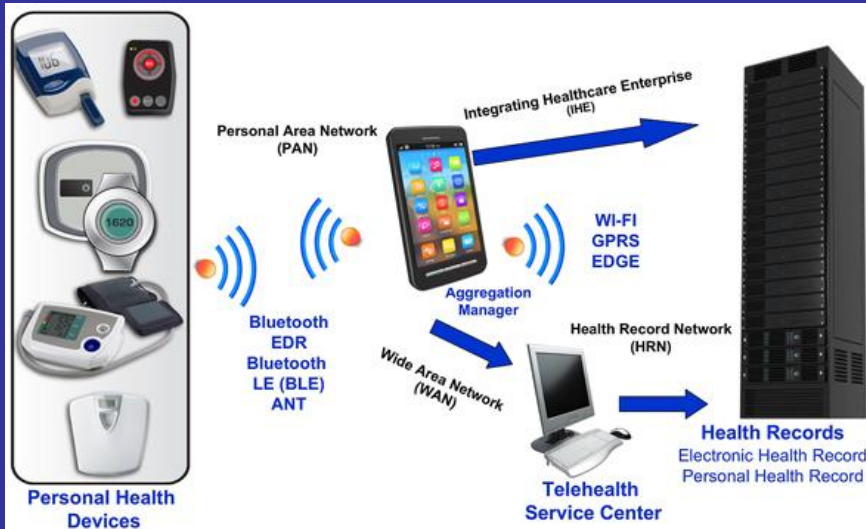 Personal Area Network
(PAN)
Integrating Healthcare Enterprise
(IHE)
1620
WI-FI
GPRS
EDGE
Aggregation
Manager
Bluetooth
EDR
Bluetooth
LE (BLE)
ANT
Wide Area Network
(WAN)
Health Record Network
(HRN)
Personal Health
Devices
Telehealth
Service Center
Health Records
Electronic Health Record
Personal Health Record